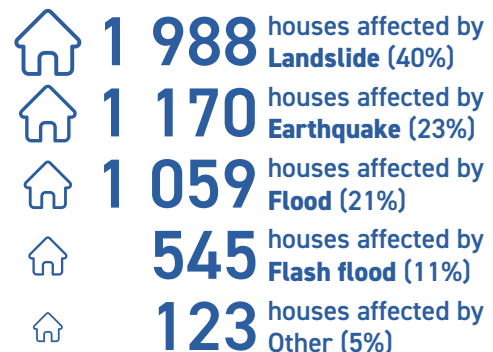 1 988 houses affected by
Landslide (40%)
1 170 houses affected by
Earthquake (23%)
1 059 houses affected by
Flood (21%)
545 houses affected by
Flash flood (11%)
123 houses affected by
Other (5%)